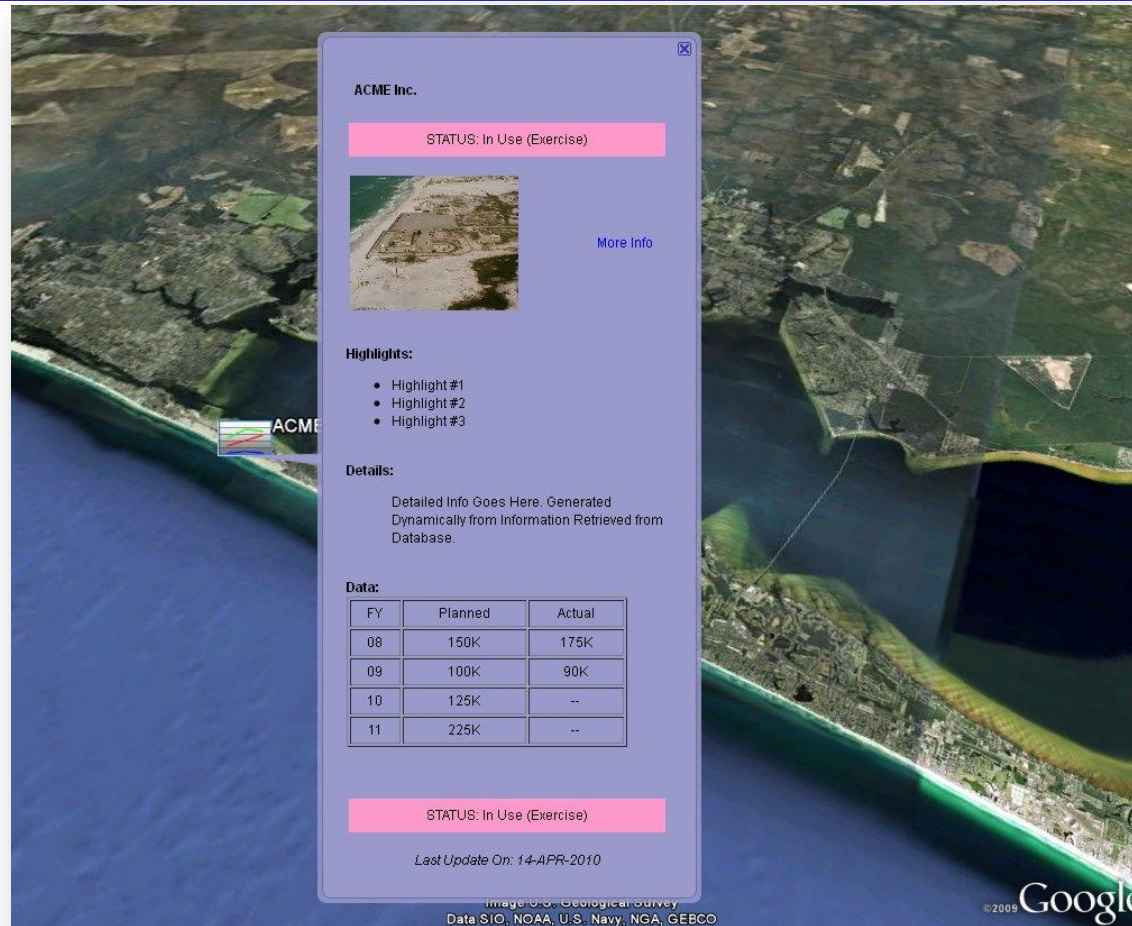 ACME Inc.
STATUS: In Use (Exercise)
More Info
Highlights:
• Highlight #1
• Highlight #2
• Highlight #3
ACME
Details:
Detailed Info Goes Here. Generated
Dynamically from Information Retrieved from
Database.
Data:
FY Planned Actual
08 150K 175K
09 100K 90K
10 125K --
11 225K --
STATUS: In Use (Exercise)
Last Update On: 14-APR-2010
Image U.S. Geological Survey
Data SIO, NOAA, U.S. Navy, NGA, GEBCO
©2009 Google